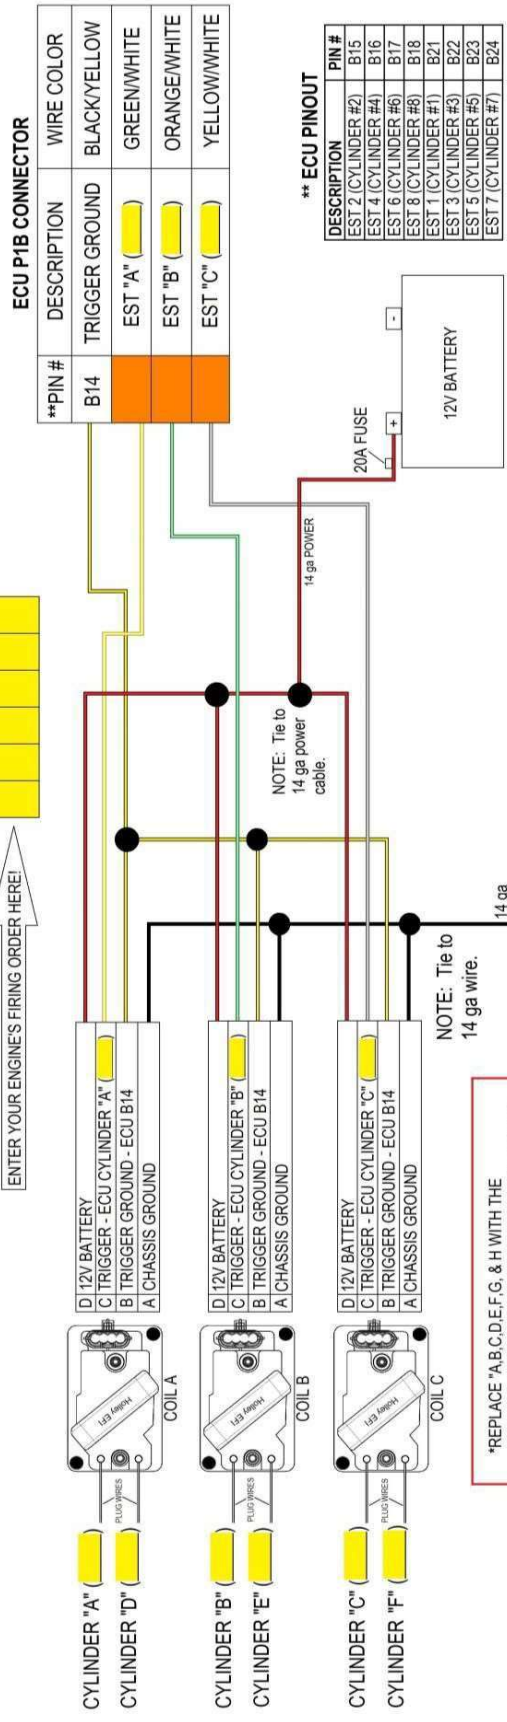 ENTER YOUR ENGINE'S FIRING ORDER HERE!
ECU P1B CONNECTOR
**PIN # DESCRIPTION WIRE COLOR
B14 TRIGGER GROUND BLACK/YELLOW
EST "A" ( ) GREEN/WHITE
EST "B" ( ) ORANGE/WHITE
EST "C" ( ) YELLOW/WHITE
** ECU PINOUT
DESCRIPTION PIN #
EST 2 (CYLINDER #2) B15
EST 4 (CYLINDER #4) B16
EST 6 (CYLINDER #6) B17
EST 8 (CYLINDER #8) B18
EST 1 (CYLINDER #1) B21
EST 3 (CYLINDER #3) B22
EST 5 (CYLINDER #5) B23
EST 7 (CYLINDER #7) B24
CYLINDER "A" ( )
CYLINDER "D" ( )
PLUG WIRES
Holley EFI
COIL A
D 12V BATTERY
C TRIGGER - ECU CYLINDER "A" ( )
B TRIGGER GROUND - ECU B14
A CHASSIS GROUND
CYLINDER "B" ( )
CYLINDER "E" ( )
PLUG WIRES
Holley EFI
COIL B
D 12V BATTERY
C TRIGGER - ECU CYLINDER "B" ( )
B TRIGGER GROUND - ECU B14
A CHASSIS GROUND
CYLINDER "C" ( )
CYLINDER "F" ( )
PLUG WIRES
Holley EFI
COIL C
D 12V BATTERY
C TRIGGER - ECU CYLINDER "C" ( )
B TRIGGER GROUND - ECU B14
A CHASSIS GROUND
NOTE: Tie to
14 ga power
cable.
14 ga POWER
20A FUSE
+ -
12V BATTERY
NOTE: Tie to
14 ga wire.
14 ga
*REPLACE "A,B,C,D,E,F,G, & H WITH THE